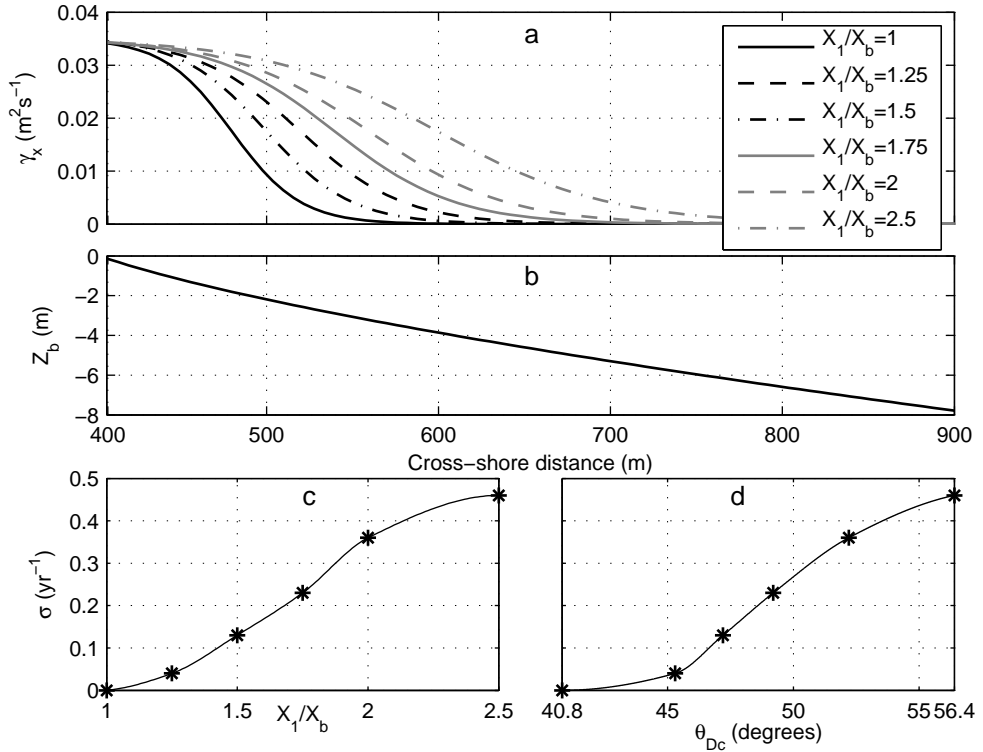 a
0.04
0.03
0.02
0.01
0
γx (m²s⁻¹)
X1/Xb=1
X1/Xb=1.25
X1/Xb=1.5
X1/Xb=1.75
X1/Xb=2
X1/Xb=2.5
b
0
−2
−4
−6
−8
Zb (m)
400 500 600 700 800 900
Cross−shore distance (m)
c
0.5
0.4
0.3
0.2
0.1
0
σ (yr⁻¹)
1 1.5 2 2.5
X1/Xb
d
40.8 45 50 55 56.4
θDc (degrees)